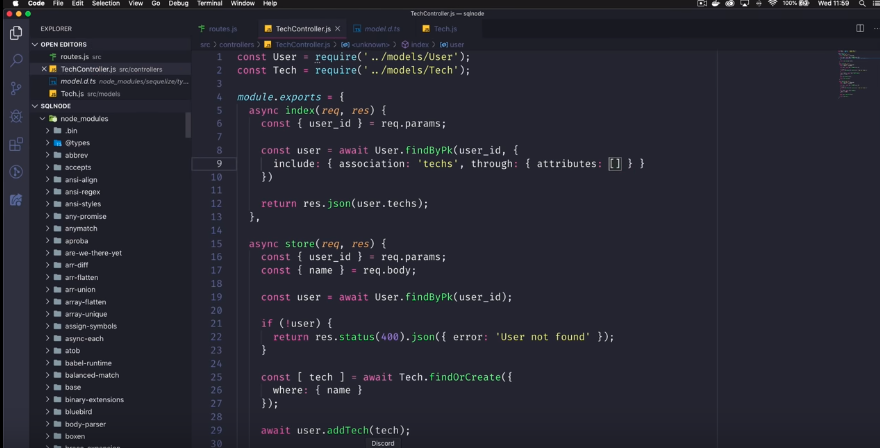 Code File Edit Selection View Go Debug Terminal Window Help 100% Wed 11:59
TechController.js — sqlnode
EXPLORER
OPEN EDITORS
routes.js src
TechController.js src/controllers
model.d.ts node_modules/sequelize/ty...
Tech.js src/models
SQLNODE
node_modules
.bin
@types
abbrev
accepts
ansi-align
ansi-regex
ansi-styles
any-promise
anymatch
aproba
are-we-there-yet
arr-diff
arr-flatten
arr-union
array-flatten
array-unique
assign-symbols
async-each
atob
babel-runtime
balanced-match
base
binary-extensions
bluebird
body-parser
boxen
brace-expansion
routes.js TechController.js model.d.ts Tech.js
src > controllers > TechController.js > <unknown> > index > user
1 const User = require('../models/User');
2 const Tech = require('../models/Tech');
3
4 module.exports = {
5 async index(req, res) {
6 const { user_id } = req.params;
7
8 const user = await User.findByPk(user_id, {
9 include: { association: 'techs', through: { attributes: [] } }
10 })
11
12 return res.json(user.techs);
13 },
14
15 async store(req, res) {
16 const { user_id } = req.params;
17 const { name } = req.body;
18
19 const user = await User.findByPk(user_id);
20
21 if (!user) {
22 return res.status(400).json({ error: 'User not found' });
23 }
24
25 const [ tech ] = await Tech.findOrCreate({
26 where: { name }
27 });
28
29 await user.addTech(tech);
30
Discord